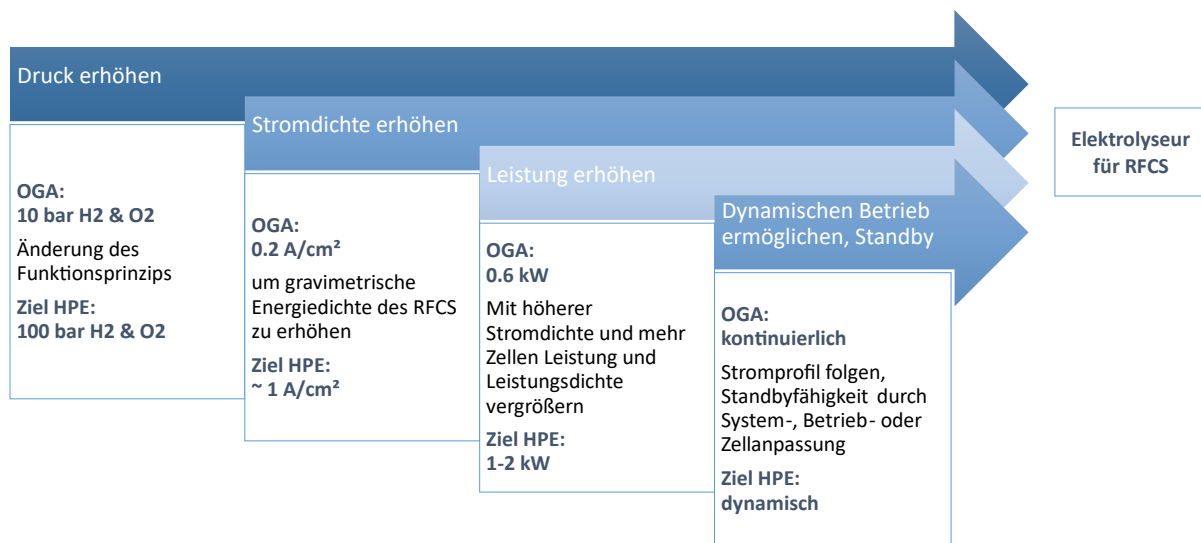 Druck erhöhen
OGA:
10 bar H2 & O2
Änderung des
Funktionsprinzips
Ziel HPE:
100 bar H2 & O2
Stromdichte erhöhen
OGA:
0.2 A/cm²
um gravimetrische
Energiedichte des RFCS
zu erhöhen
Ziel HPE:
~ 1 A/cm²
Leistung erhöhen
OGA:
0.6 kW
Mit höherer
Stromdichte und mehr
Zellen Leistung und
Leistungsdichte
vergrößern
Ziel HPE:
1-2 kW
Dynamischen Betrieb
ermöglichen, Standby
OGA:
kontinuierlich
Stromprofil folgen,
Standbyfähigkeit durch
System-, Betrieb- oder
Zellanpassung
Ziel HPE:
dynamisch
Elektrolyseur
für RFCS